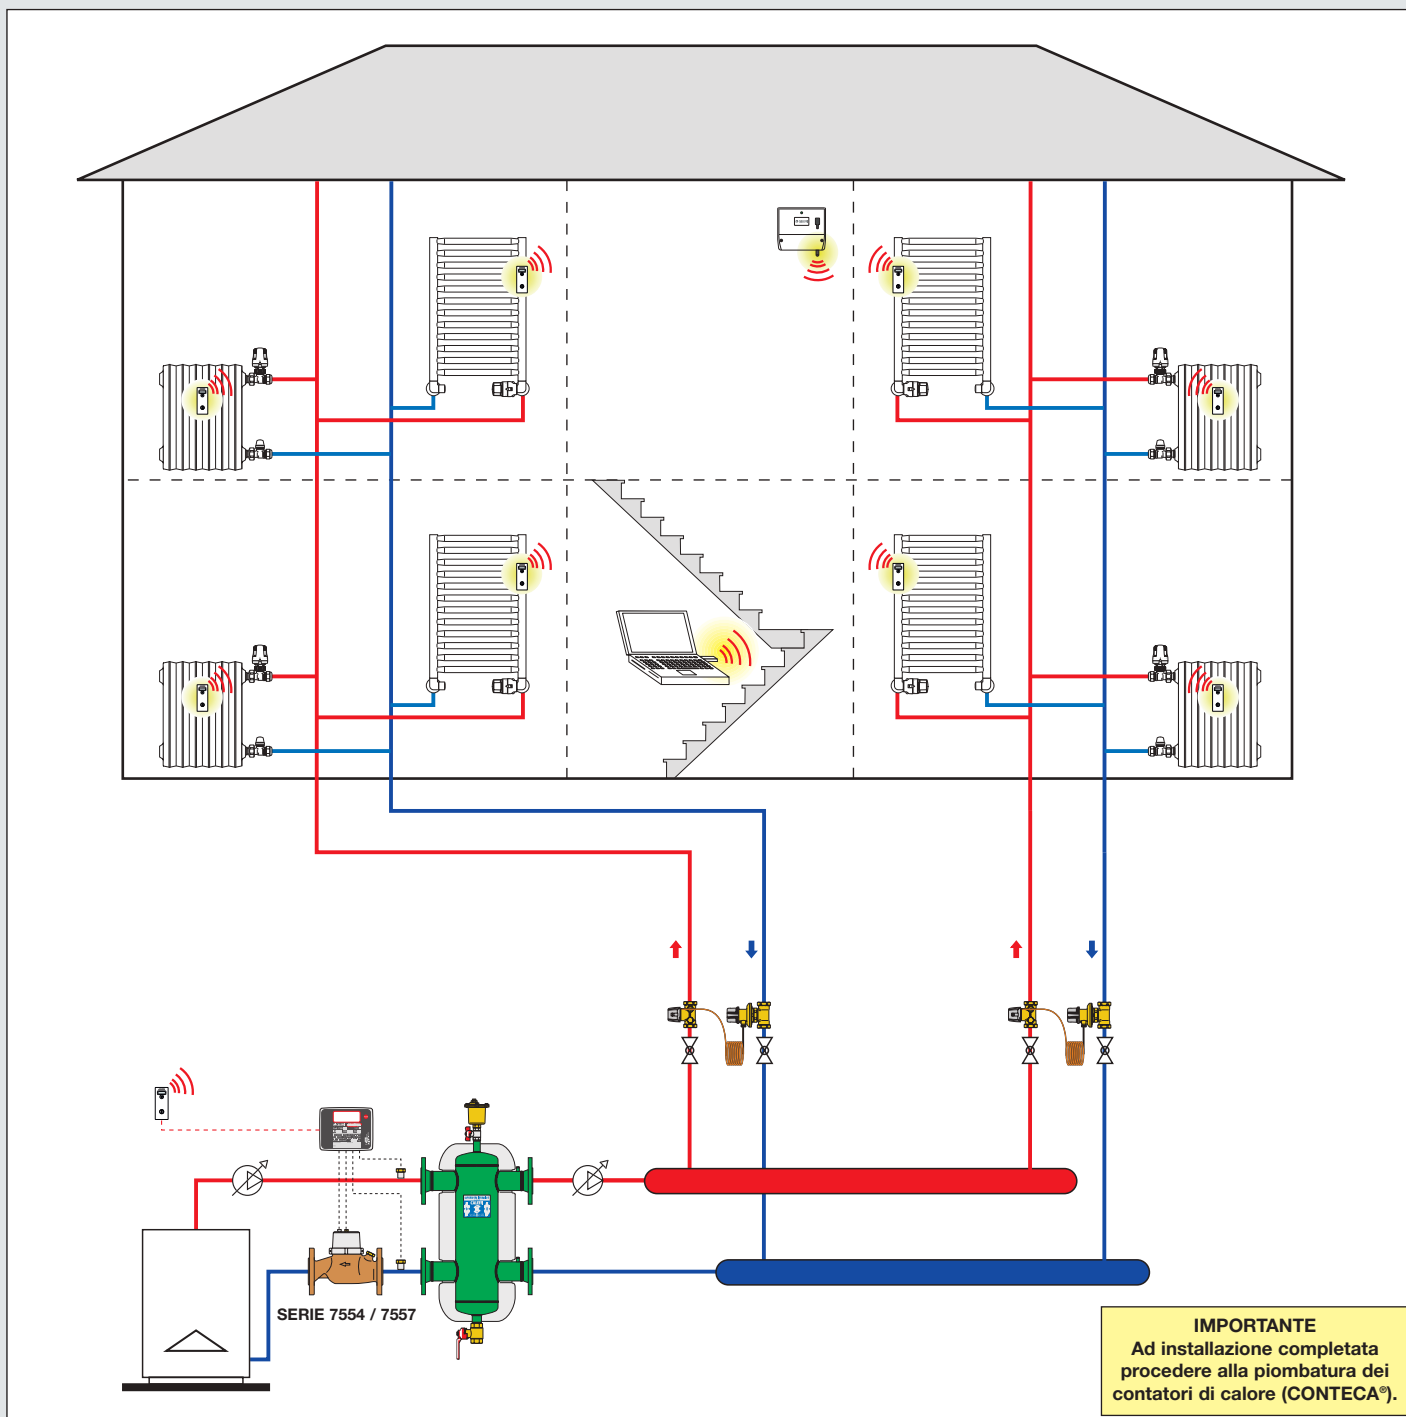 SERIE 7554 / 7557
IMPORTANTE
Ad installazione completata
procedere alla piombatura dei
contatori di calore (CONTECA®).